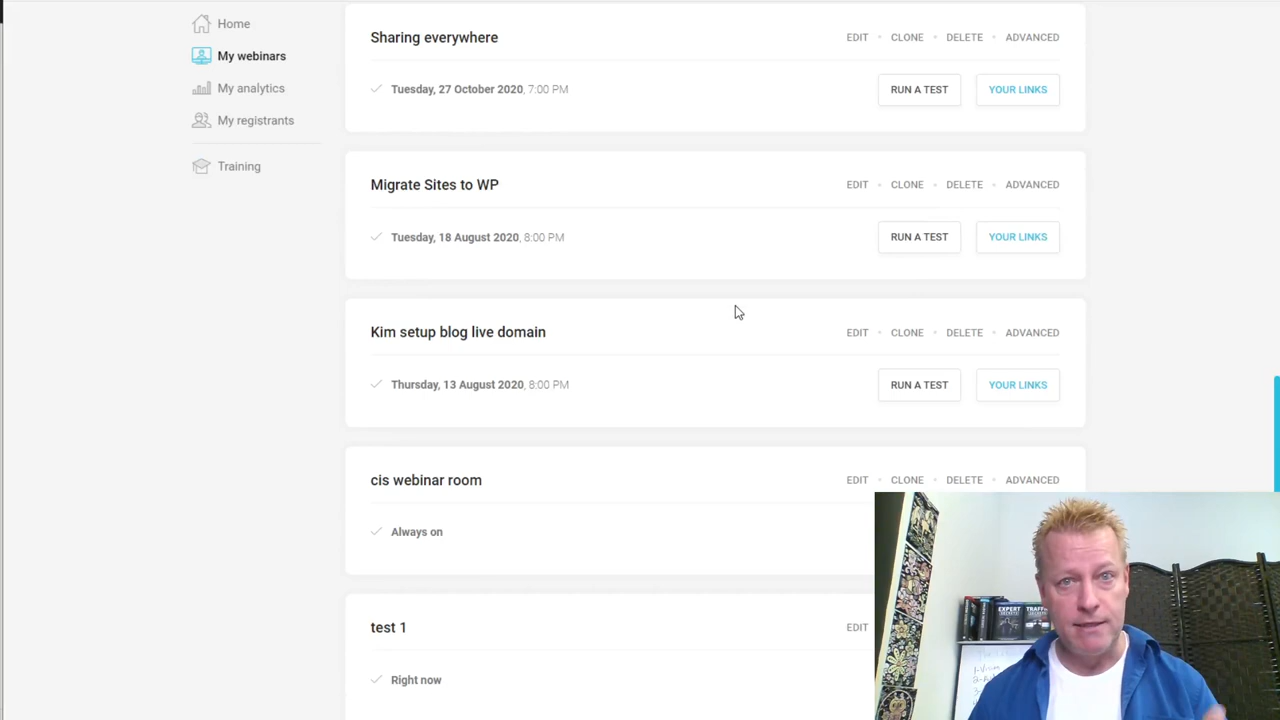 Home
My webinars
My analytics
My registrants
Training
Sharing everywhere
EDIT • CLONE • DELETE • ADVANCED
Tuesday, 27 October 2020, 7:00 PM
RUN A TEST
YOUR LINKS
Migrate Sites to WP
EDIT • CLONE • DELETE • ADVANCED
Tuesday, 18 August 2020, 8:00 PM
RUN A TEST
YOUR LINKS
Kim setup blog live domain
EDIT • CLONE • DELETE • ADVANCED
Thursday, 13 August 2020, 8:00 PM
RUN A TEST
YOUR LINKS
cis webinar room
EDIT • CLONE • DELETE • ADVANCED
Always on
test 1
EDIT
Right now
EXPERT